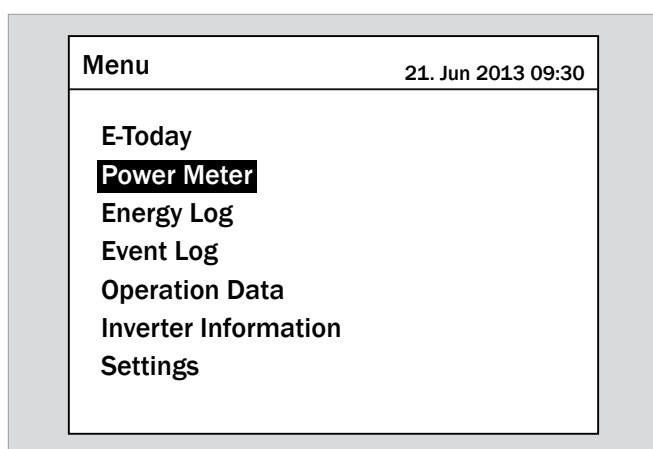 Menu 21. Jun 2013 09:30
E-Today
Power Meter
Energy Log
Event Log
Operation Data
Inverter Information
Settings